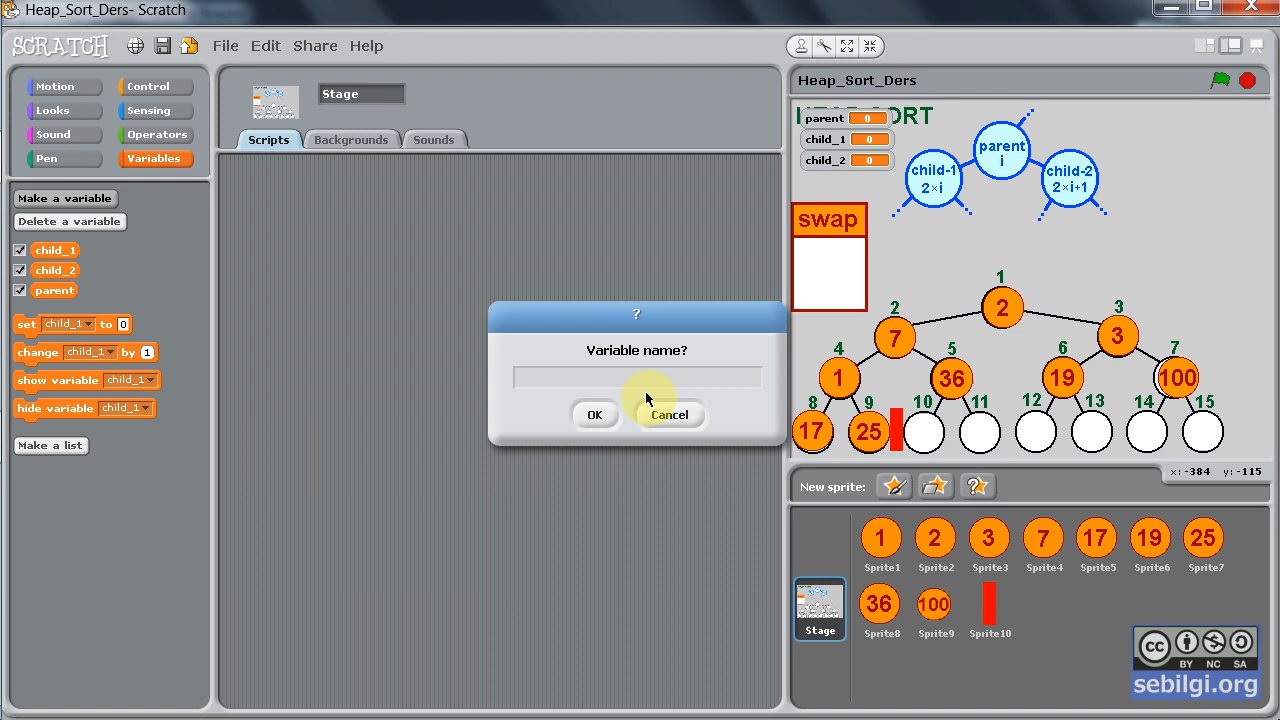 Heap_Sort_Ders- Scratch
SCRATCH File Edit Share Help
Motion Control
Looks Sensing
Sound Operators
Pen Variables
Make a variable
Delete a variable
child_1
child_2
parent
set child_1 to 0
change child_1 by 1
show variable child_1
hide variable child_1
Make a list
Stage
Scripts Backgrounds Sounds
?
Variable name?
OK Cancel
Heap_Sort_Ders
parent 0
child_1 0
child_2 0
parent
i
child-1
2×i
child-2
2×i+1
swap
1
2
2 3
7 3
4 5 6 7
1 36 19 100
8 9 10 11 12 13 14 15
17 25
x:-384 y:-115
New sprite:
1 2 3 7 17 19 25
Sprite1 Sprite2 Sprite3 Sprite4 Sprite5 Sprite6 Sprite7
36 100
Sprite8 Sprite9 Sprite10
Stage
cc BY NC SA
sebilgi.org